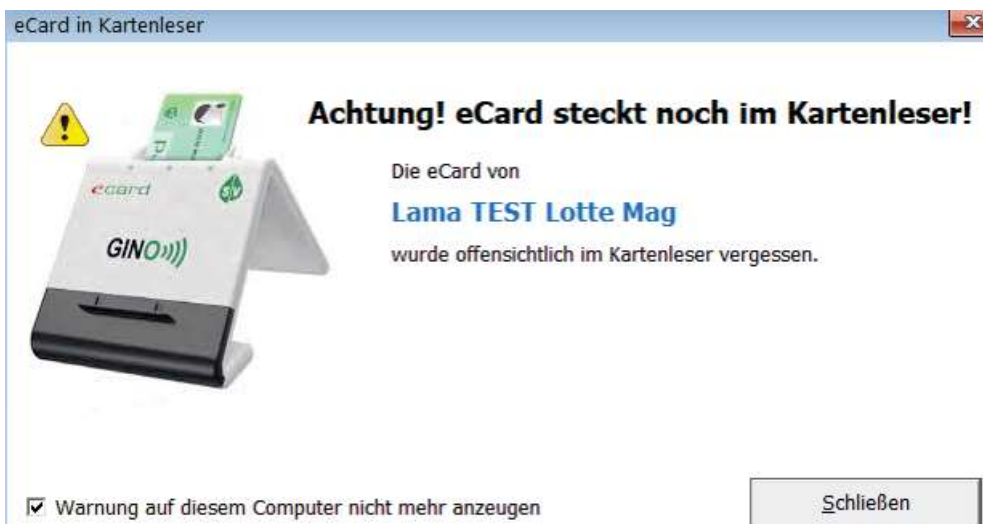 eCard in Kartenleser
Achtung! eCard steckt noch im Kartenleser!
Die eCard von
Lama TEST Lotte Mag
wurde offensichtlich im Kartenleser vergessen.
ecard
SV
GINO
Warnung auf diesem Computer nicht mehr anzeigen
Schließen